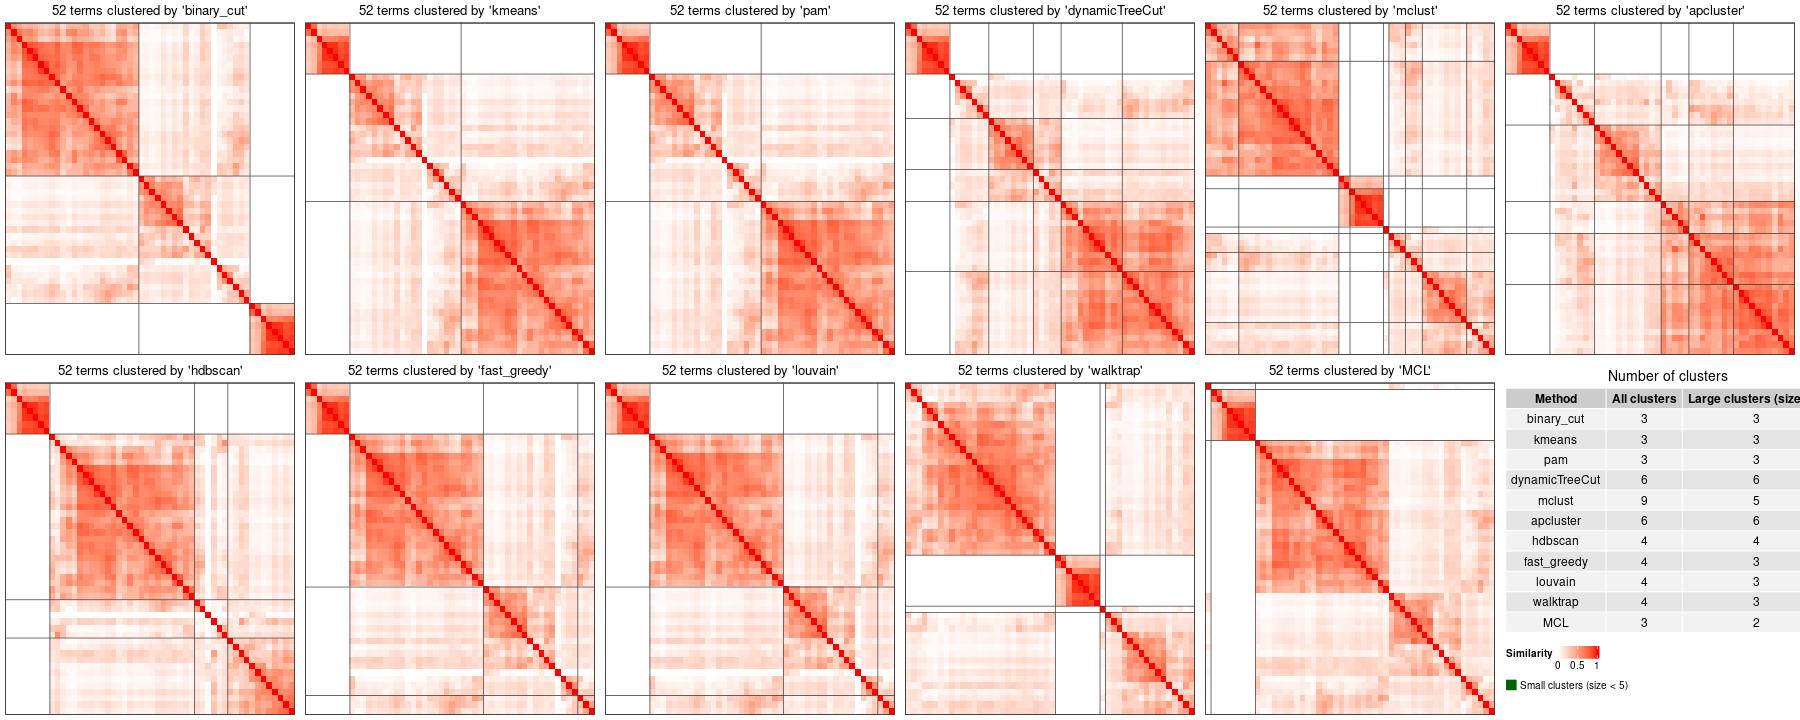 52 terms clustered by 'binary_cut'
52 terms clustered by 'kmeans'
52 terms clustered by 'pam'
52 terms clustered by 'dynamicTreeCut'
52 terms clustered by 'mclust'
52 terms clustered by 'apcluster'
52 terms clustered by 'hdbscan'
52 terms clustered by 'fast_greedy'
52 terms clustered by 'louvain'
52 terms clustered by 'walktrap'
52 terms clustered by 'MCL'
Number of clusters
Method All clusters Large clusters (size
binary_cut 3 3
kmeans 3 3
pam 3 3
dynamicTreeCut 6 6
mclust 9 5
apcluster 6 6
hdbscan 4 4
fast_greedy 4 3
louvain 4 3
walktrap 4 3
MCL 3 2
Similarity
0 0.5 1
Small clusters (size < 5)